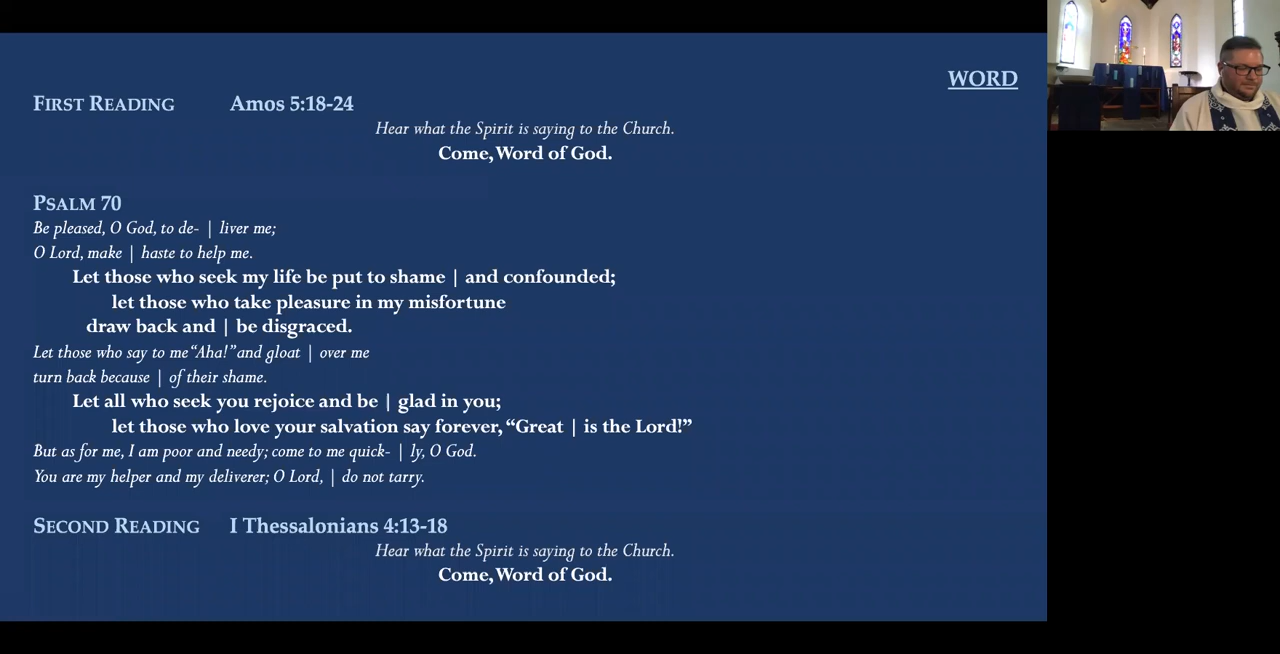 WORD
FIRST READING Amos 5:18-24
Hear what the Spirit is saying to the Church.
Come, Word of God.
PSALM 70
Be pleased, O God, to de- | liver me;
O Lord, make | haste to help me.
Let those who seek my life be put to shame | and confounded;
let those who take pleasure in my misfortune
draw back and | be disgraced.
Let those who say to me “Aha!” and gloat | over me
turn back because | of their shame.
Let all who seek you rejoice and be | glad in you;
let those who love your salvation say forever, “Great | is the Lord!”
But as for me, I am poor and needy; come to me quick- | ly, O God.
You are my helper and my deliverer; O Lord, | do not tarry.
SECOND READING I Thessalonians 4:13-18
Hear what the Spirit is saying to the Church.
Come, Word of God.